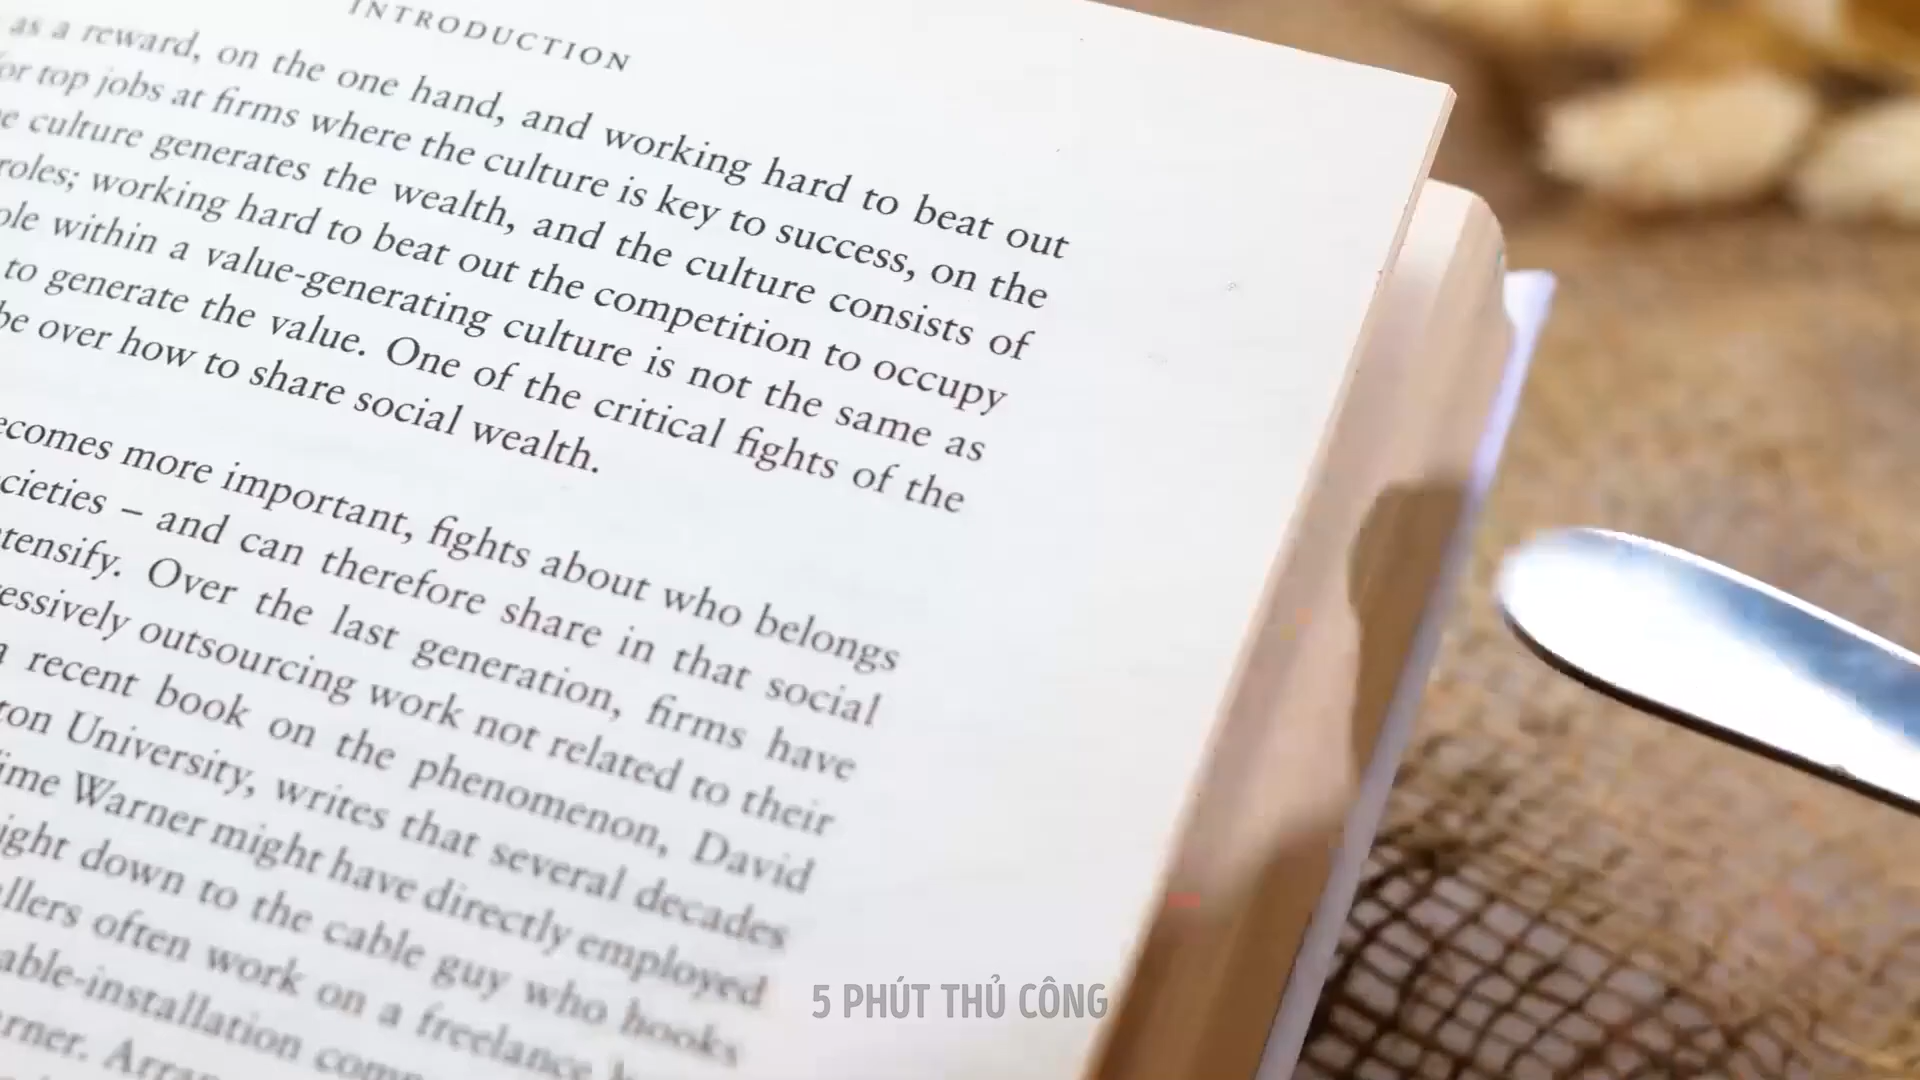 INTRODUCTION
as a reward, on the one hand, and working hard to beat out
for top jobs at firms where the culture is key to success, on the
culture generates the wealth, and the culture consists of
roles; working hard to beat out the competition to occupy
within a value-generating culture is not the same as
to generate the value. One of the critical fights of the
be over how to share social wealth.
ecomes more important, fights about who belongs
cieties – and can therefore share in that social
tensify. Over the last generation, firms have
essively outsourcing work not related to their
recent book on the phenomenon, David
ton University, writes that several decades
ime Warner might have directly employed
ight down to the cable guy who hooks
llers often work on a freelance
able-installation
rner.
5 PHÚT THỦ CÔNG